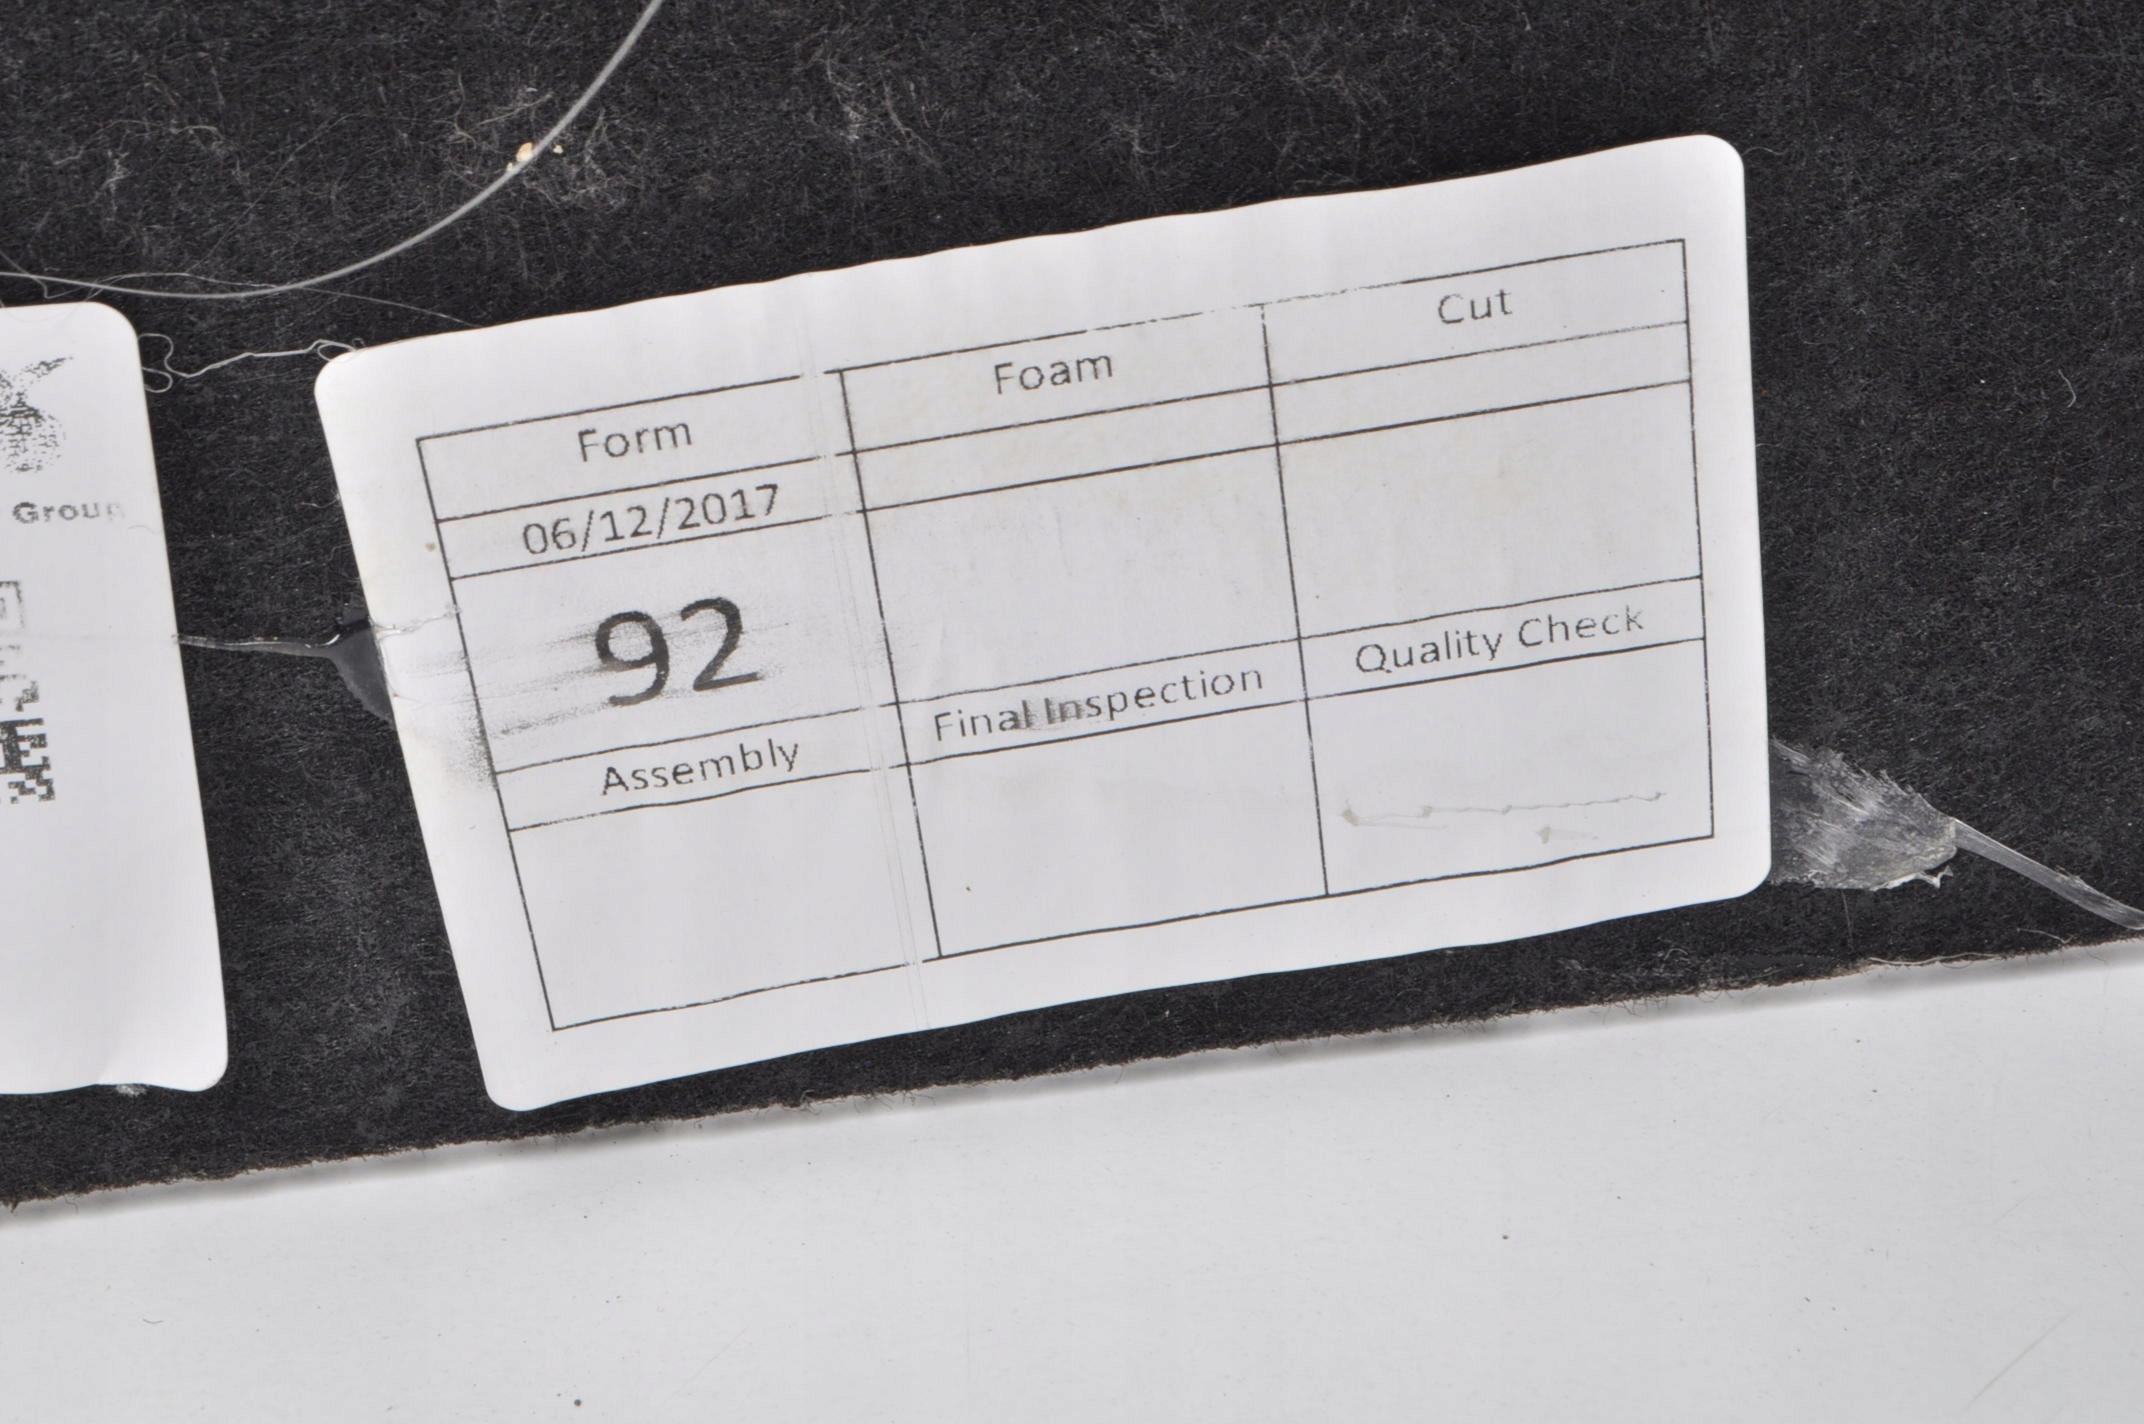 Group
Form Foam Cut
06/12/2017
92
Assembly Final Inspection Quality Check